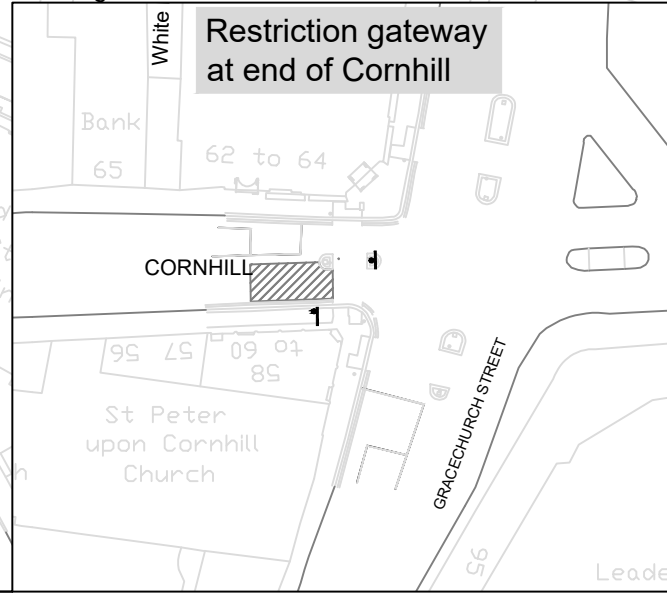 Restriction gateway
at end of Cornhill
White
Bank
65
62 to 64
CORNHILL
56
57
58
to 60
St Peter
upon Cornhill
Church
GRACECHURCH STREET
95
Leade